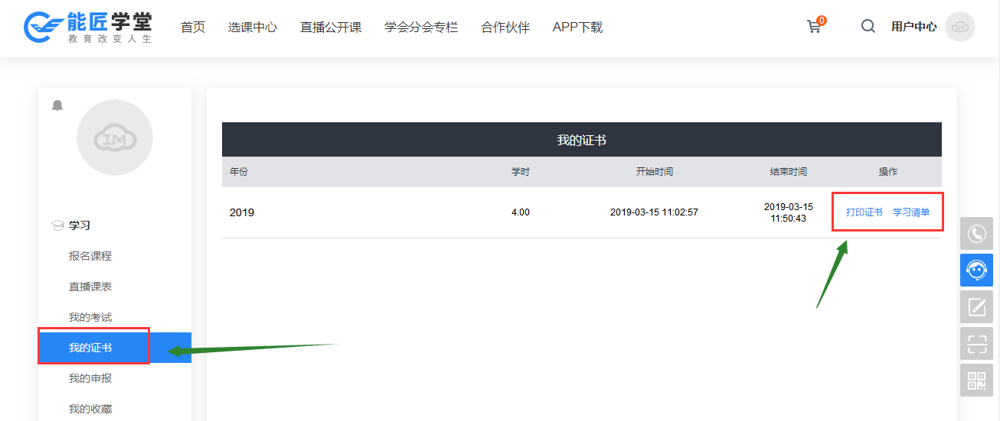 能匠学堂
教育改变人生
首页 选课中心 直播公开课 学会分会专栏 合作伙伴 APP下载
0
用户中心
IM
IM
学习
报名课程
直播课表
我的考试
我的证书
我的申报
我的收藏
我的证书
年份 学时 开始时间 结束时间 操作
2019 4.00 2019-03-15 11:02:57 2019-03-15
11:50:43 打印证书 学习清单